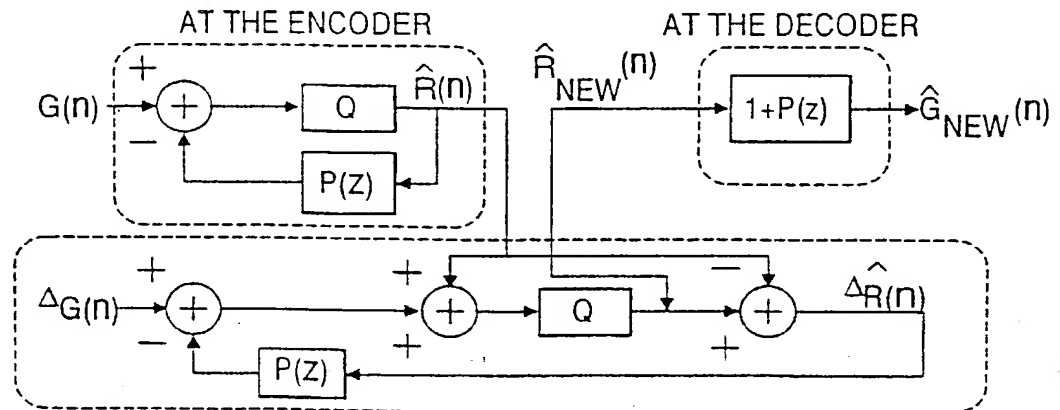 AT THE ENCODER
AT THE DECODER
+
G(n)
+
Q
R̂(n)
−
P(z)
R̂NEW(n)
1+P(z)
ĜNEW(n)
+
ΔG(n)
+
−
+
+
+
Q
−
+
+
ΔR̂(n)
P(z)